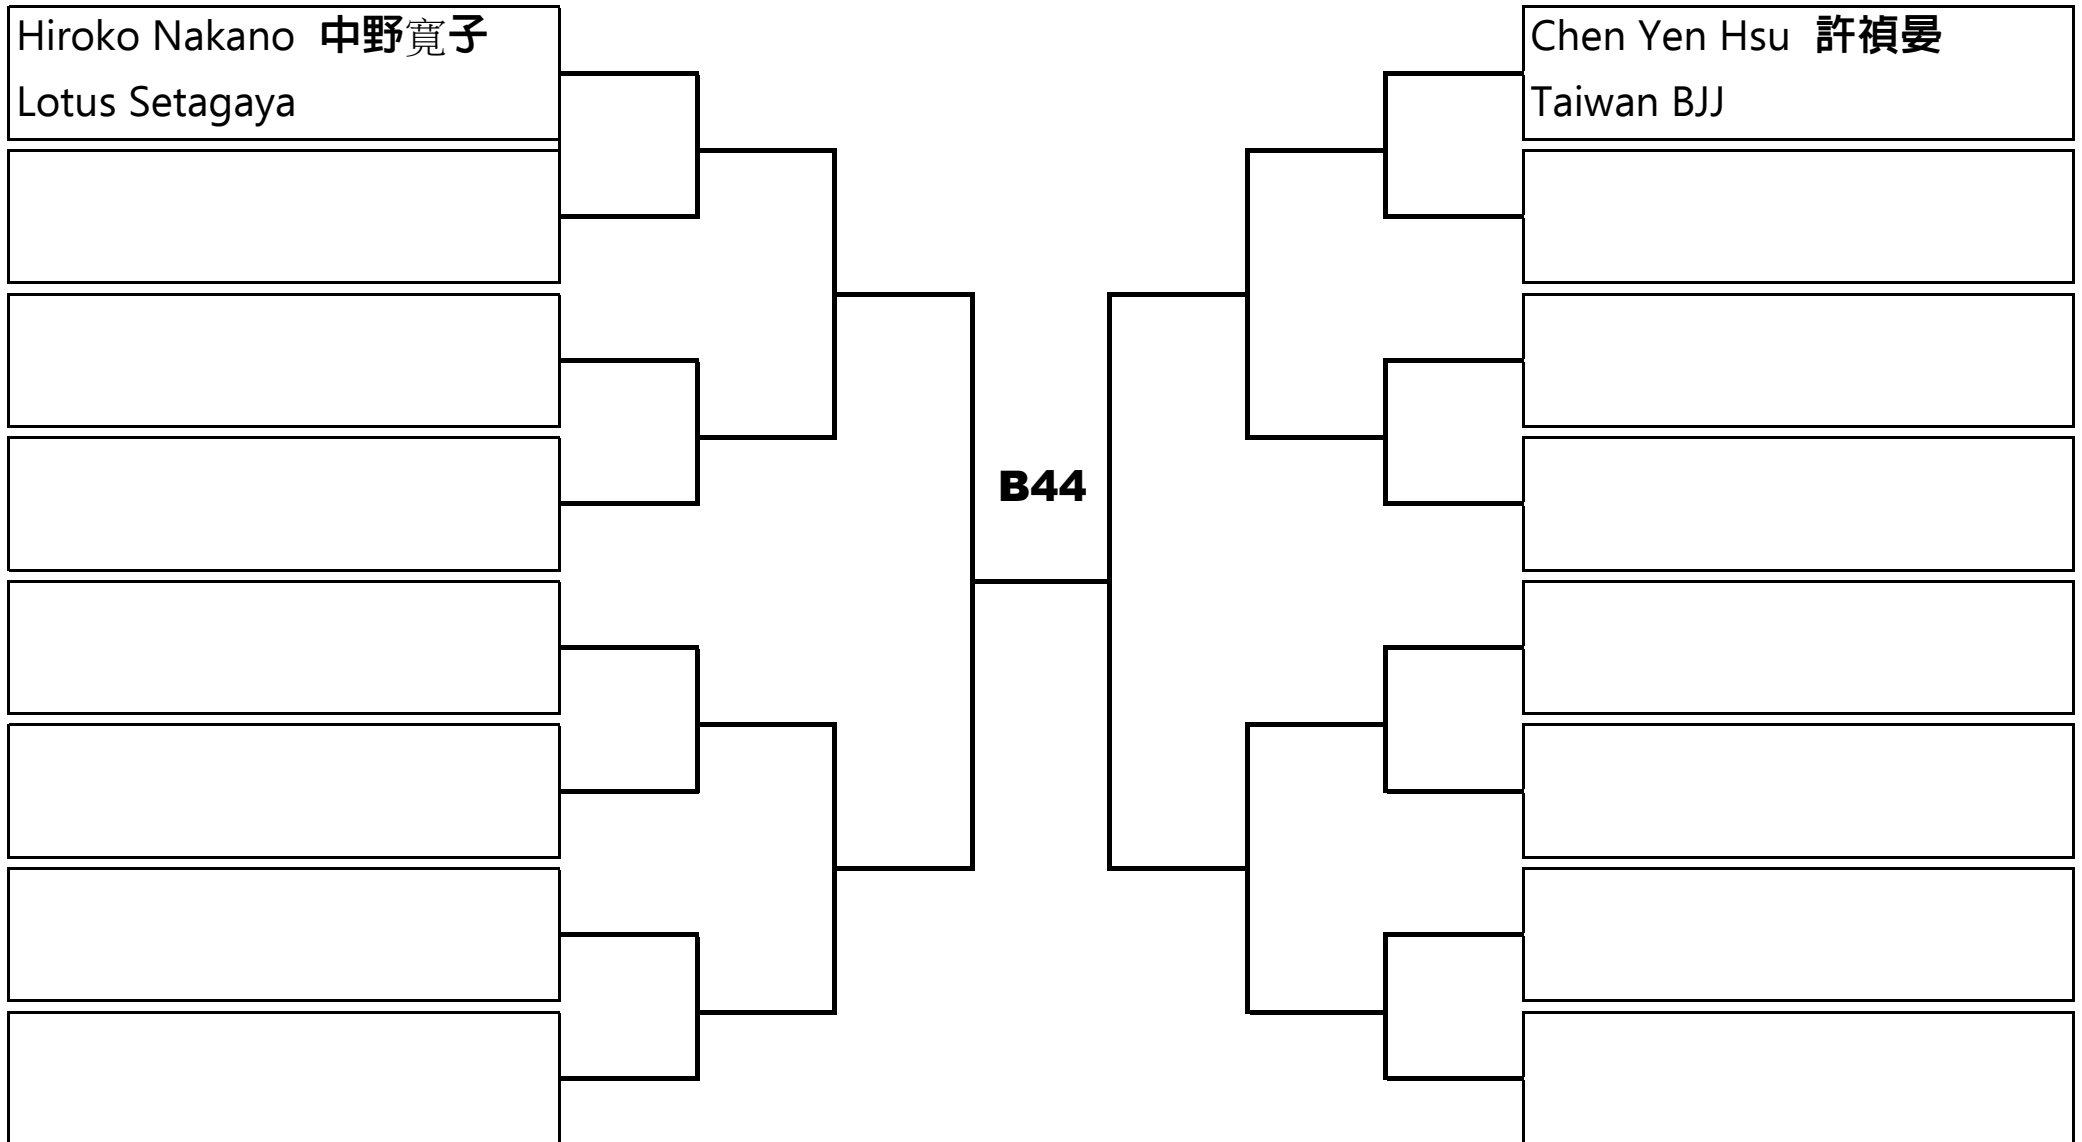 Hiroko Nakano 中野寛子
Lotus Setagaya
Chen Yen Hsu 許禎晏
Taiwan BJJ
B44